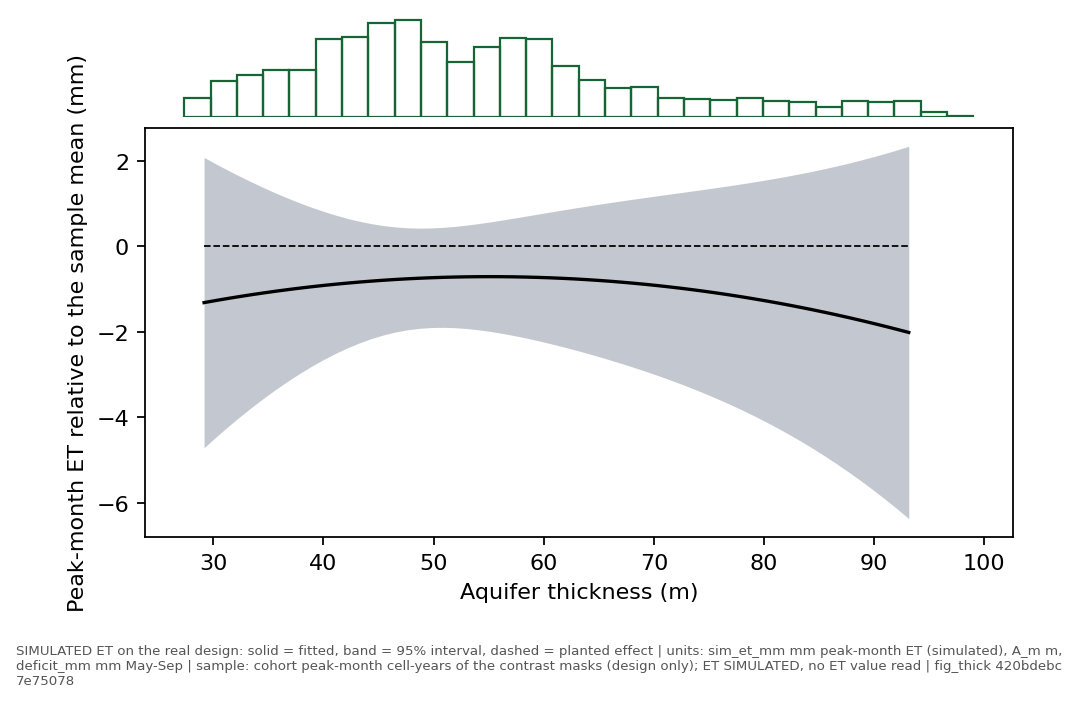 Peak-month ET relative to the sample mean (mm)
2
0
−2
−4
−6
30 40 50 60 70 80 90 100
Aquifer thickness (m)
SIMULATED ET on the real design: solid = fitted, band = 95% interval, dashed = planted effect | units: sim_et_mm mm peak-month ET (simulated), A_m m,
deficit_mm mm May-Sep | sample: cohort peak-month cell-years of the contrast masks (design only); ET SIMULATED, no ET value read | fig_thick 420bdebc
7e75078